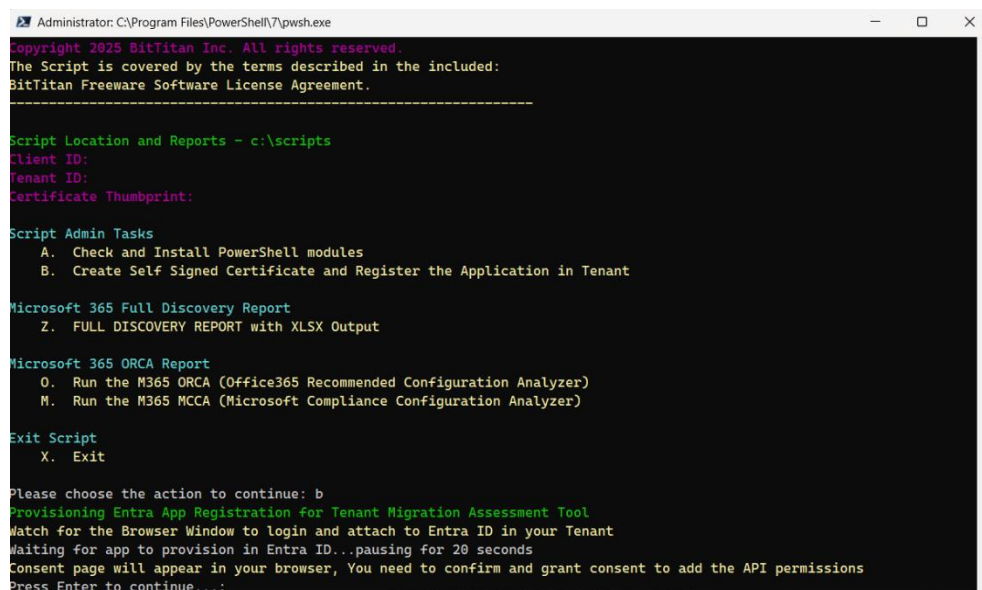 Administrator: C:\Program Files\PowerShell\7\pwsh.exe
Copyright 2025 BitTitan Inc. All rights reserved.
The Script is covered by the terms described in the included:
BitTitan Freeware Software License Agreement.
-----------------------------------------------------------------
Script Location and Reports - c:\scripts
Client ID:
Tenant ID:
Certificate Thumbprint:
Script Admin Tasks
A. Check and Install PowerShell modules
B. Create Self Signed Certificate and Register the Application in Tenant
Microsoft 365 Full Discovery Report
Z. FULL DISCOVERY REPORT with XLSX Output
Microsoft 365 ORCA Report
O. Run the M365 ORCA (Office365 Recommended Configuration Analyzer)
M. Run the M365 MCCA (Microsoft Compliance Configuration Analyzer)
Exit Script
X. Exit
Please choose the action to continue: b
Provisioning Entra App Registration for Tenant Migration Assessment Tool
Watch for the Browser Window to login and attach to Entra ID in your Tenant
Waiting for app to provision in Entra ID...pausing for 20 seconds
Consent page will appear in your browser, You need to confirm and grant consent to add the API permissions
Press Enter to continue...: